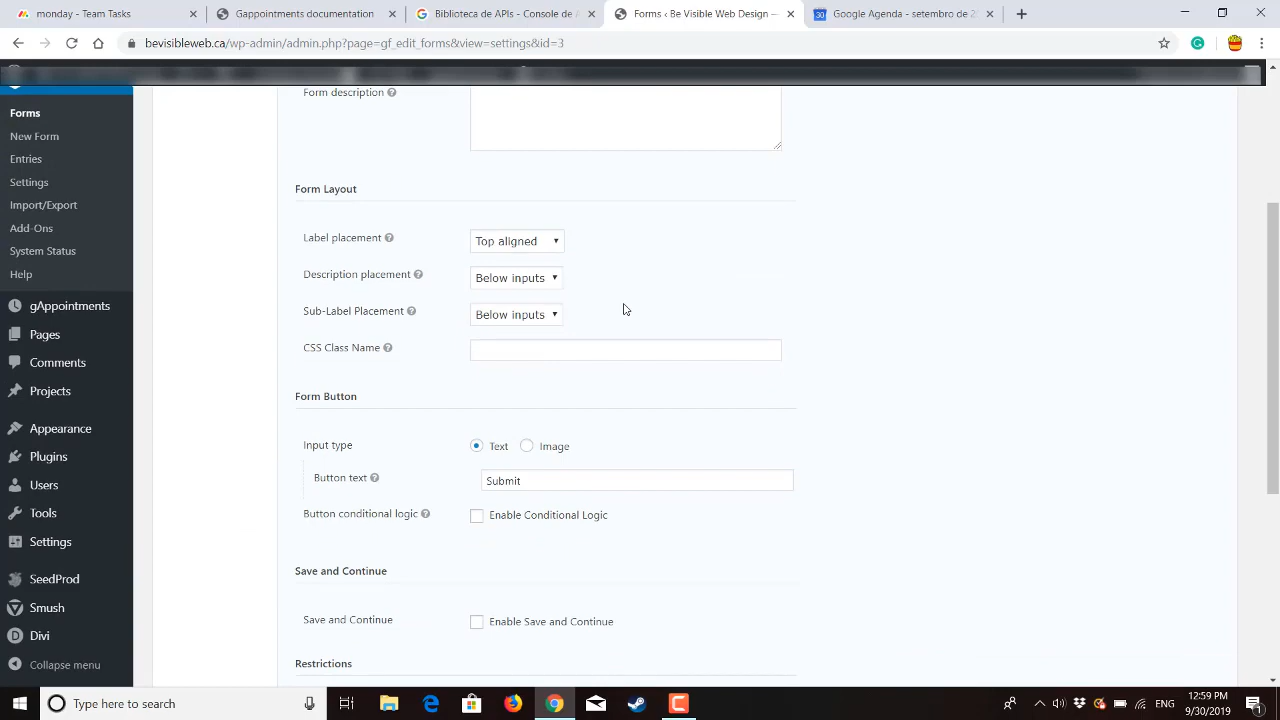 monday - Team Tasks
Gappointments documentation
Biblioteca de APIs – Console de A
Forms ‹ Be Visible Web Design —
Google Agenda - setembro de 2
bevisibleweb.ca/wp-admin/admin.php?page=gf_edit_forms&view=settings&id=3
Forms
New Form
Entries
Settings
Import/Export
Add-Ons
System Status
Help
gAppointments
Pages
Comments
Projects
Appearance
Plugins
Users
Tools
Settings
SeedProd
Smush
Divi
Collapse menu
Form description
Form Layout
Label placement
Top aligned
Description placement
Below inputs
Sub-Label Placement
Below inputs
CSS Class Name
Form Button
Input type
Text Image
Button text
Submit
Button conditional logic
Enable Conditional Logic
Save and Continue
Save and Continue
Enable Save and Continue
Restrictions
Type here to search
ENG
12:59 PM
9/30/2019